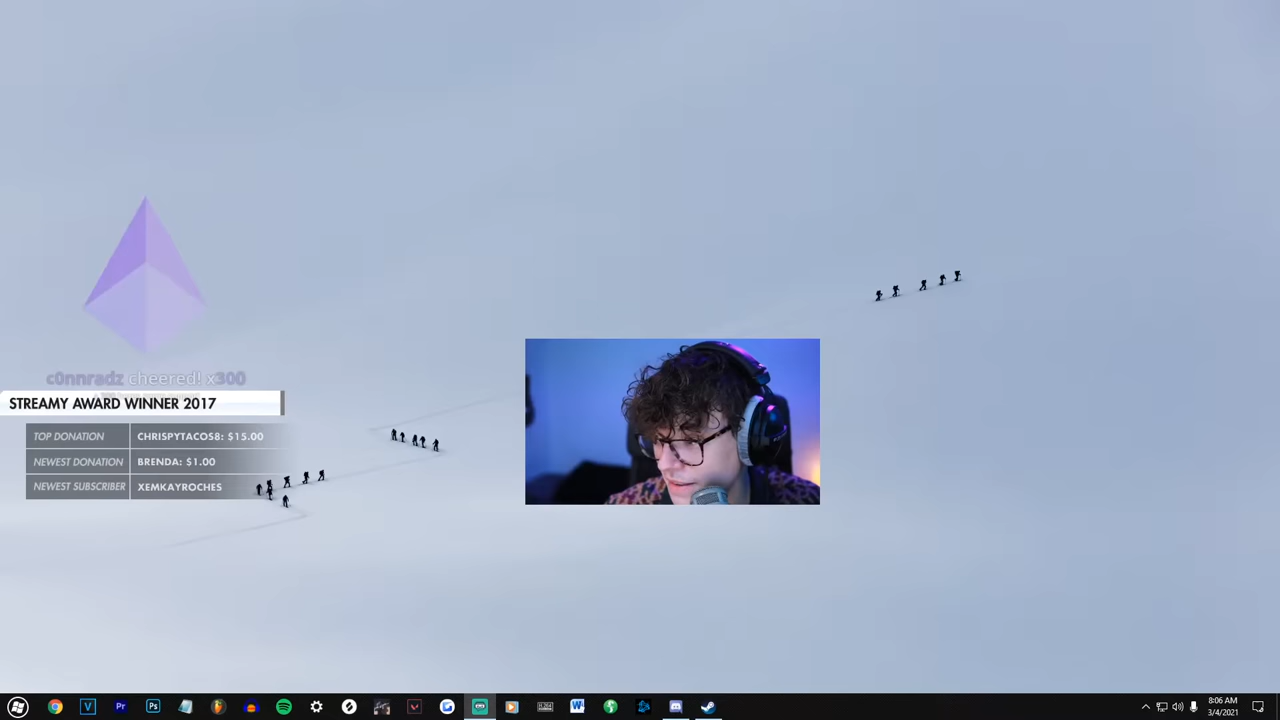 c0nnradz cheered! x300
STREAMY AWARD WINNER 2017
TOP DONATION CHRISPYTACOS8: $15.00
NEWEST DONATION BRENDA: $1.00
NEWEST SUBSCRIBER XEMKAYROCHES
8:06 AM
3/4/2021